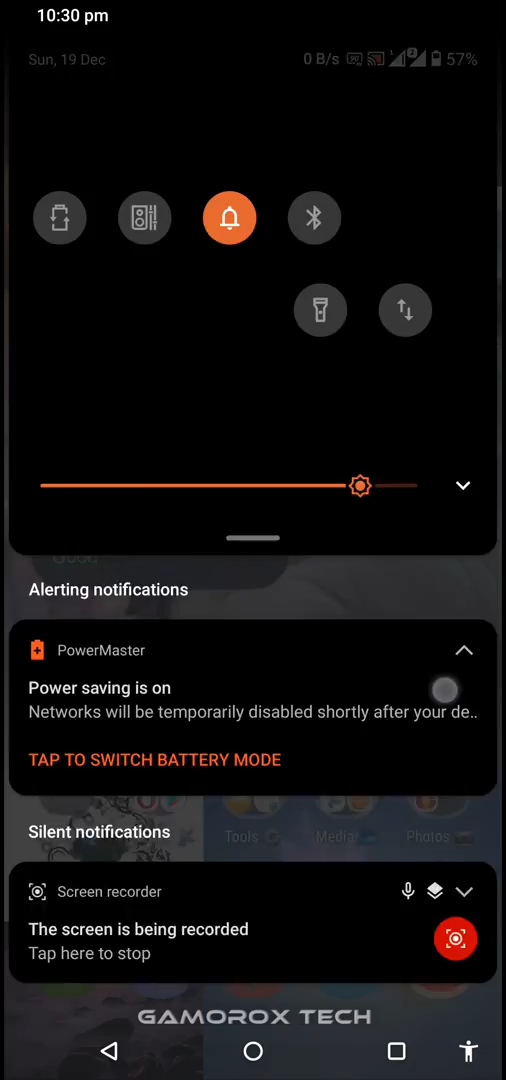 10:30 pm
Sun, 19 Dec
0 B/s 57%
Alerting notifications
PowerMaster
Power saving is on
Networks will be temporarily disabled shortly after your de..
TAP TO SWITCH BATTERY MODE
Tools Media Photos
Silent notifications
Screen recorder
The screen is being recorded
Tap here to stop
GAMOROX TECH